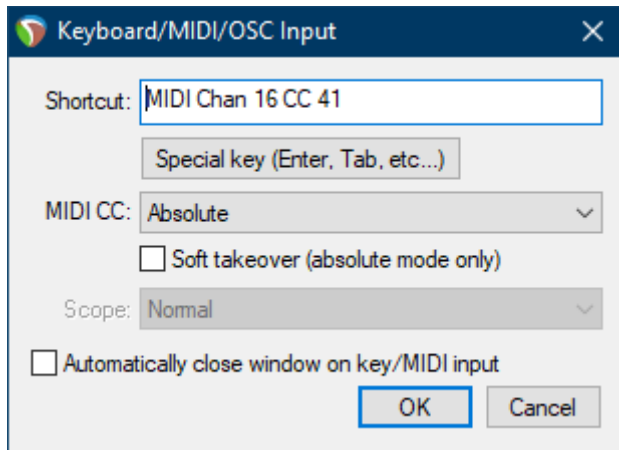 Keyboard/MIDI/OSC Input
Shortcut: MIDI Chan 16 CC 41
Special key (Enter, Tab, etc...)
MIDI CC: Absolute
Soft takeover (absolute mode only)
Scope: Normal
Automatically close window on key/MIDI input
OK Cancel